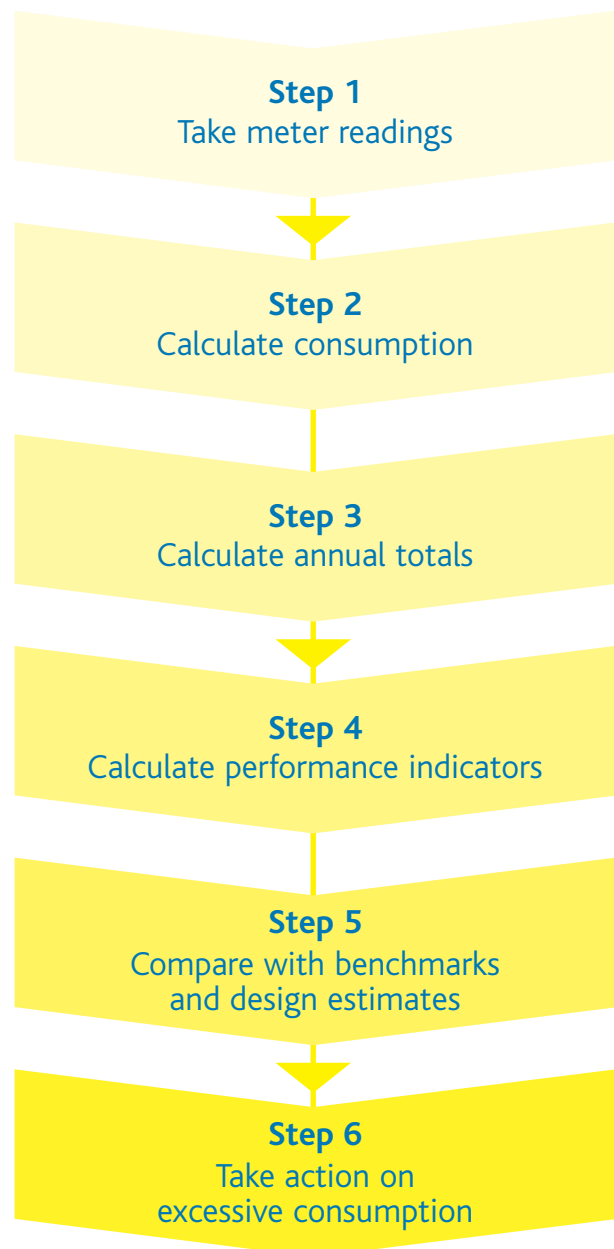 Step 1
Take meter readings
Step 2
Calculate consumption
Step 3
Calculate annual totals
Step 4
Calculate performance indicators
Step 5
Compare with benchmarks
and design estimates
Step 6
Take action on
excessive consumption